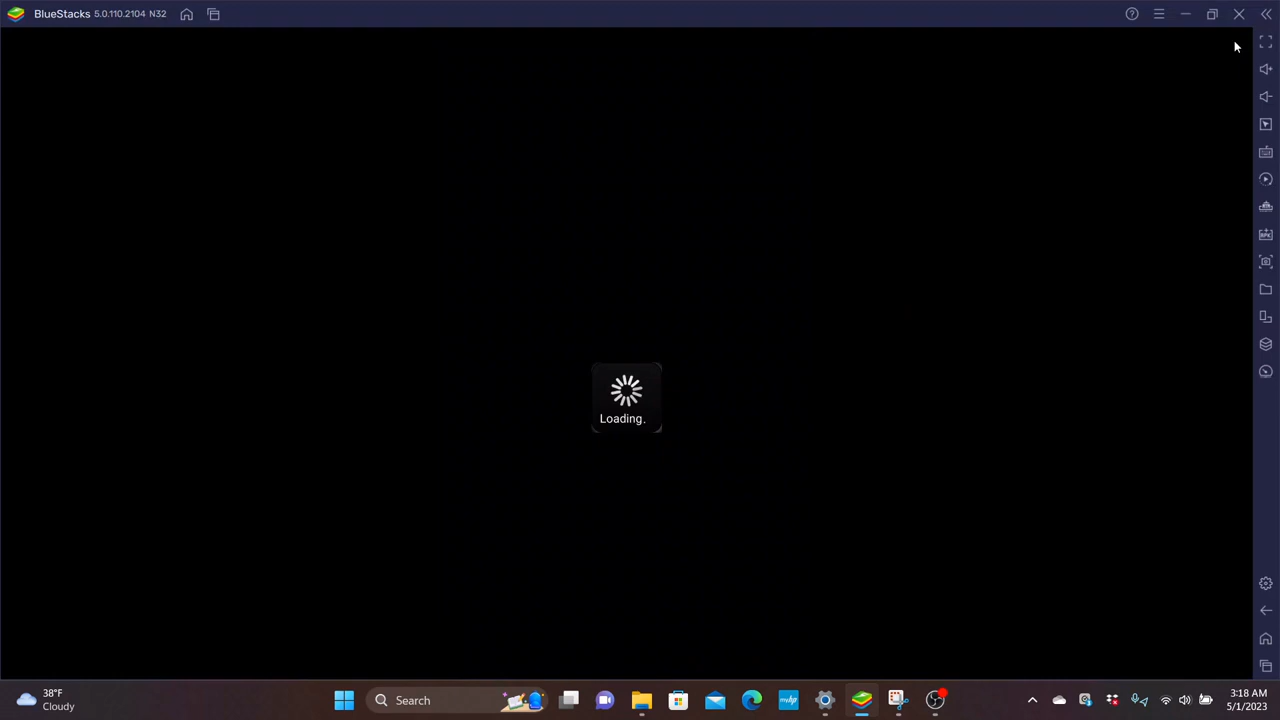 BlueStacks 5.0.110.2104 N32
Loading.
38°F
Cloudy
Search
3:18 AM
5/1/2023